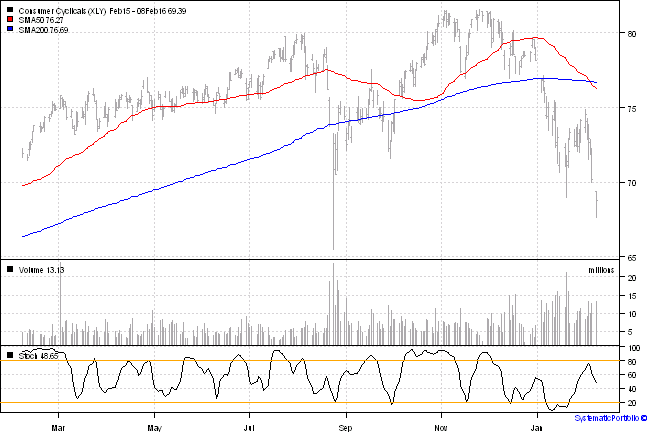 Consumer Cyclicals (XLY) Feb15 - 08Feb16 69.39
SMA50 76.27
SMA200 76.69
80
75
70
65
Volume 13.13
millions
20
15
10
5
Stoch 48.65
100
80
60
40
20
Mar May Jul Sep Nov Jan
SystematicPortfolio ©